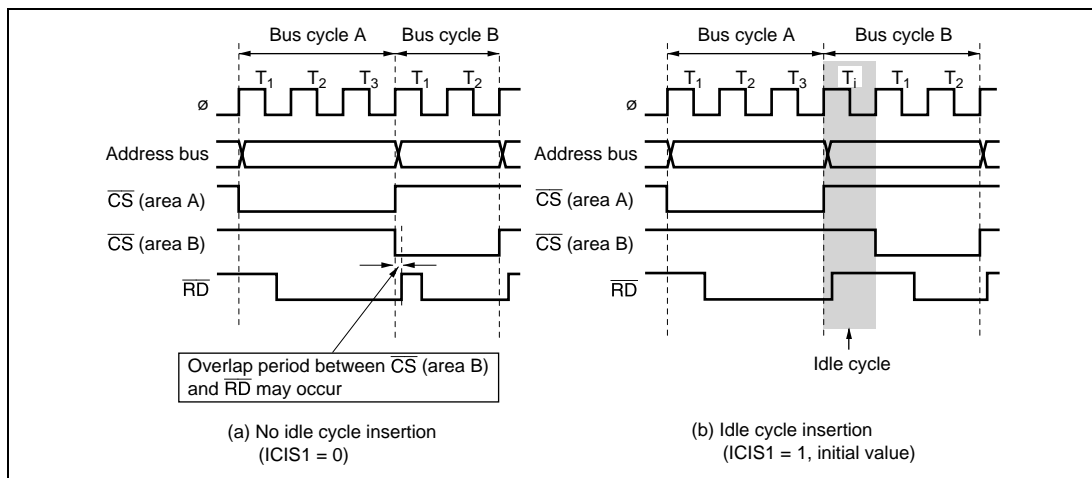 Bus cycle A
Bus cycle B
T1 T2 T3 T1 T2
ø
Address bus
CS (area A)
CS (area B)
RD
Overlap period between CS (area B)
and RD may occur
(a) No idle cycle insertion
(ICIS1 = 0)
Bus cycle A
Bus cycle B
T1 T2 T3 Ti T1 T2
ø
Address bus
CS (area A)
CS (area B)
RD
Idle cycle
(b) Idle cycle insertion
(ICIS1 = 1, initial value)